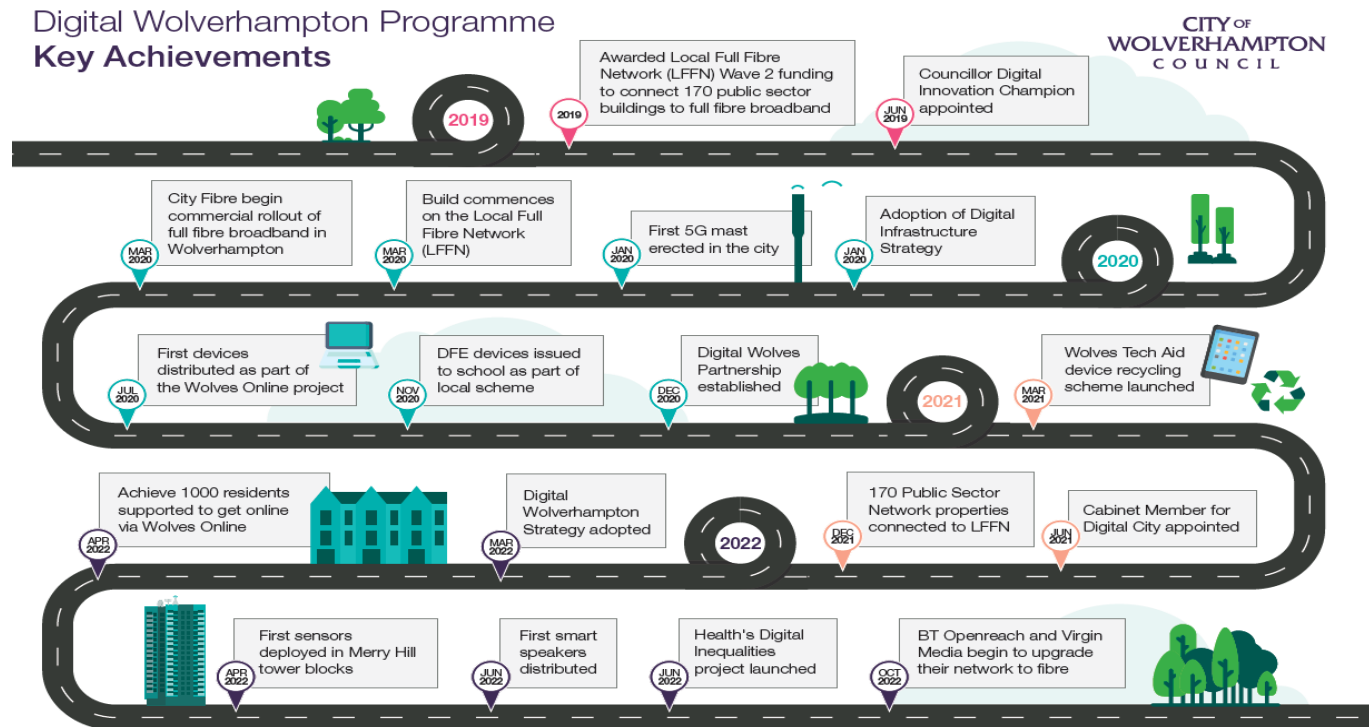 Digital Wolverhampton Programme
Key Achievements
CITY OF
WOLVERHAMPTON
COUNCIL
2019
2019
Awarded Local Full Fibre
Network (LFFN) Wave 2 funding
to connect 170 public sector
buildings to full fibre broadband
JUN
2019
Councillor Digital
Innovation Champion
appointed
2020
JAN
2020
Adoption of Digital
Infrastructure
Strategy
JAN
2020
First 5G mast
erected in the city
MAR
2020
Build commences
on the Local Full
Fibre Network
(LFFN)
MAR
2020
City Fibre begin
commercial rollout of
full fibre broadband in
Wolverhampton
JUL
2020
First devices
distributed as part of
the Wolves Online project
NOV
2020
DFE devices issued
to school as part of
local scheme
DEC
2020
Digital Wolves
Partnership
established
2021
MAR
2021
Wolves Tech Aid
device recycling
scheme launched
JUN
2021
Cabinet Member for
Digital City appointed
DEC
2021
170 Public Sector
Network properties
connected to LFFN
2022
MAR
2022
Digital
Wolverhampton
Strategy adopted
APR
2022
Achieve 1000 residents
supported to get online
via Wolves Online
APR
2022
First sensors
deployed in Merry Hill
tower blocks
JUN
2022
First smart
speakers
distributed
JUN
2022
Health's Digital
Inequalities
project launched
OCT
2022
BT Openreach and Virgin
Media begin to upgrade
their network to fibre